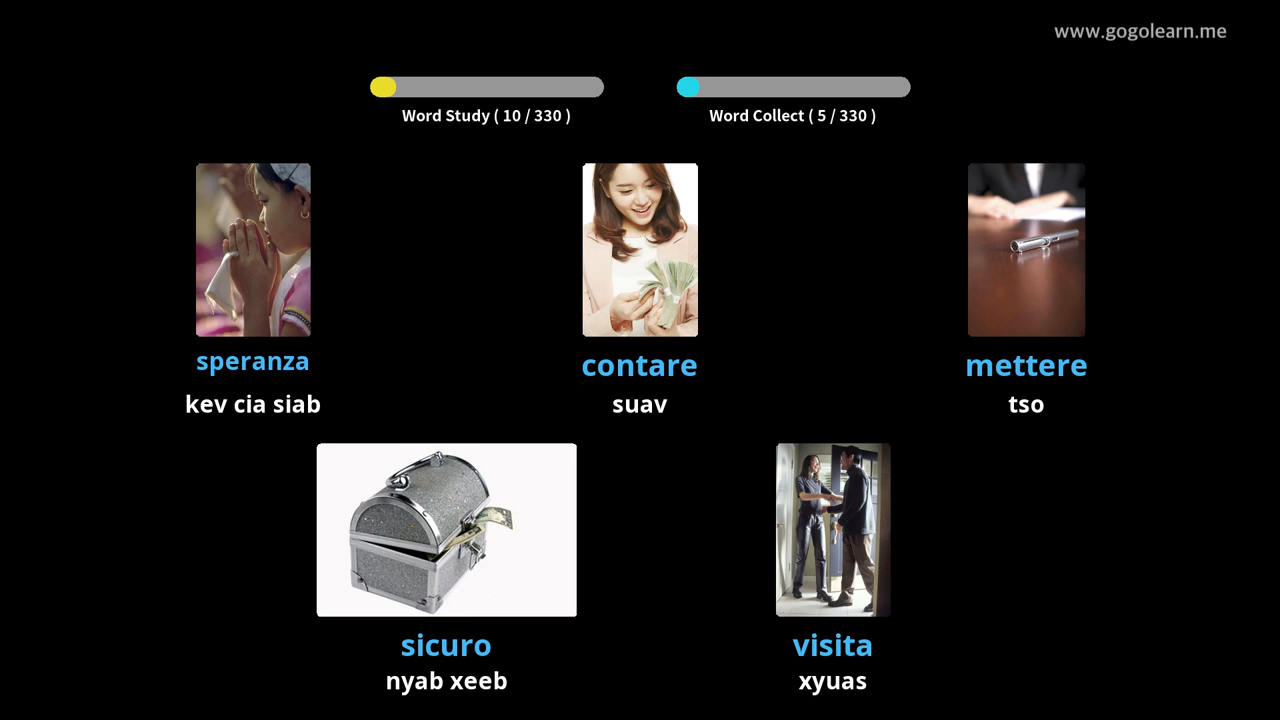 www.gogolearn.me
Word Study ( 10 / 330 )
Word Collect ( 5 / 330 )
speranza
kev cia siab
contare
suav
mettere
tso
sicuro
nyab xeeb
visita
xyuas